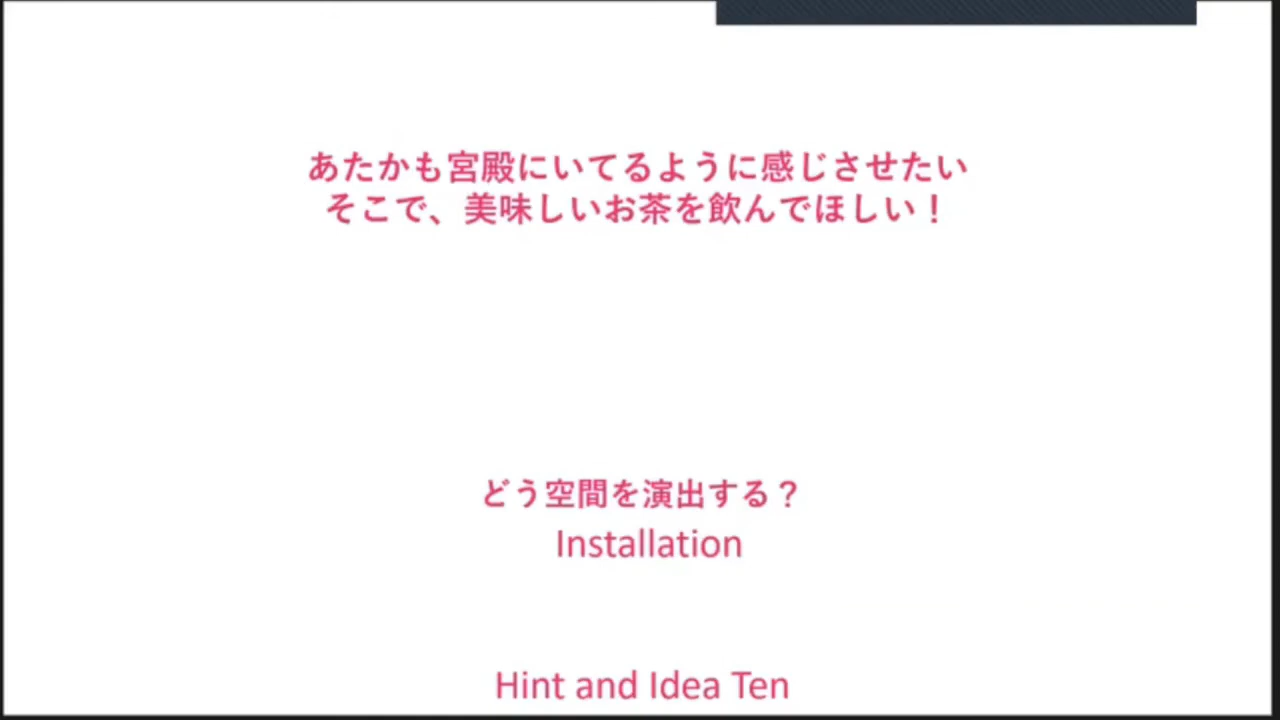 あたかも宮殿にいてるように感じさせたい
そこで、美味しいお茶を飲んでほしい！
どう空間を演出する？
Installation
Hint and Idea Ten